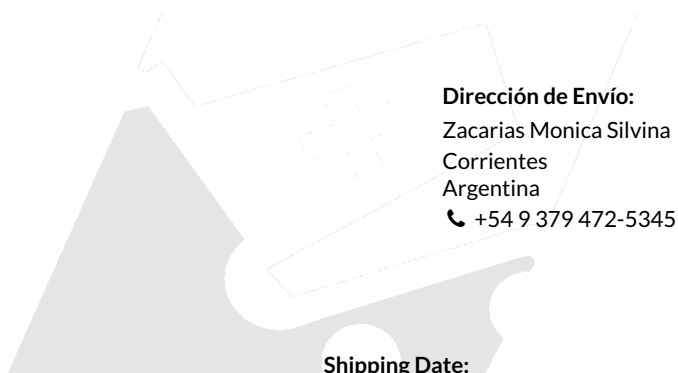 Dirección de Envío:
Zacarias Monica Silvina
Corrientes
Argentina
+54 9 379 472-5345
Shipping Date: